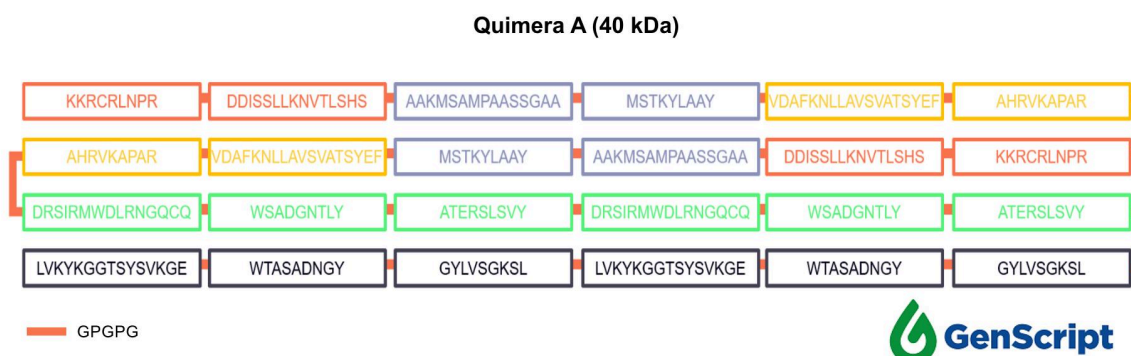 Quimera A (40 kDa)
KKRCRLNPR DDISSLLKNVTLSHS AAKMSAMPAASSGAA MSTKYLAAY VDAFKNLLAVSVATSYEF AHRVKAPAR
AHRVKAPAR VDAFKNLLAVSVATSYEF MSTKYLAAY AAKMSAMPAASSGAA DDISSLLKNVTLSHS KKRCRLNPR
DRSIRMWDLRNGQCQ WSADGNTLY ATERSLSVY DRSIRMWDLRNGQCQ WSADGNTLY ATERSLSVY
LVKYKGGTSYSVKGE WTASADNGY GYLVSGKSL LVKYKGGTSYSVKGE WTASADNGY GYLVSGKSL
GPGPG
GenScript